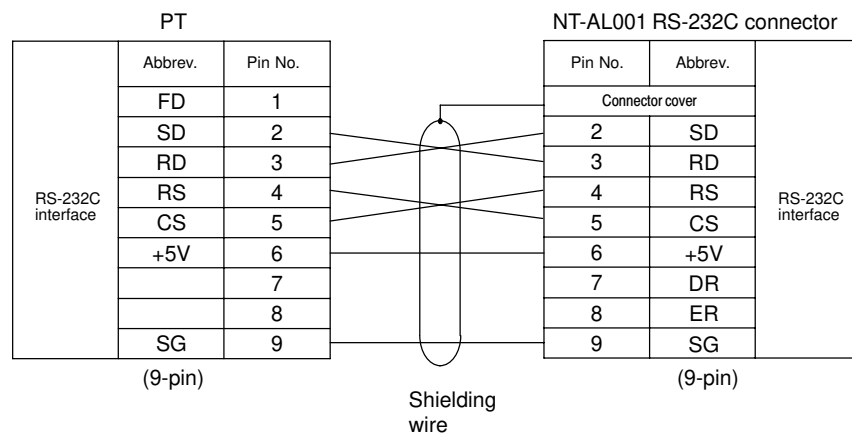 PT
NT-AL001 RS-232C connector
Abbrev. Pin No. Pin No. Abbrev.
FD 1 Connector cover
SD 2 2 SD
RD 3 3 RD
RS 4 4 RS
CS 5 5 CS
+5V 6 6 +5V
7 7 DR
8 8 ER
SG 9 9 SG
RS-232C
interface
RS-232C
interface
(9-pin)
(9-pin)
Shielding
wire